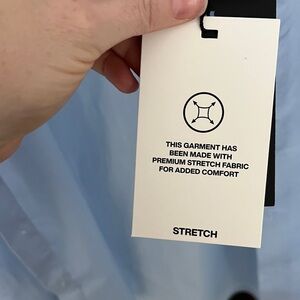 THIS GARMENT HAS
BEEN MADE WITH
PREMIUM STRETCH FABRIC
FOR ADDED COMFORT
STRETCH